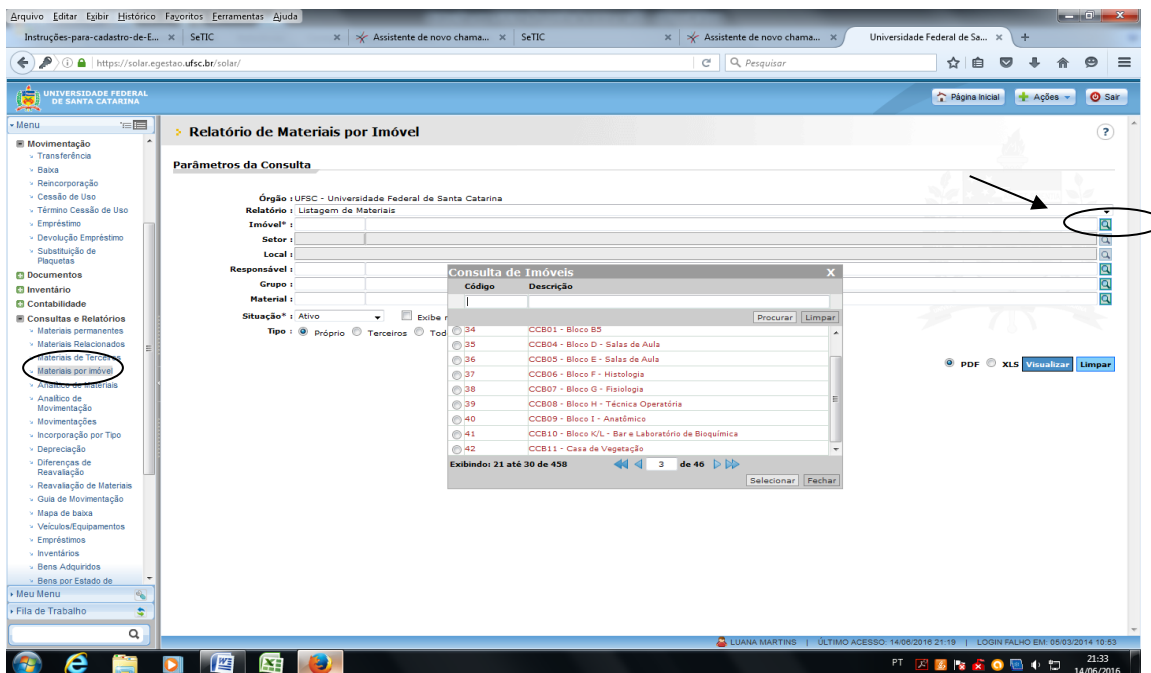 Arquivo Editar Exibir Histórico Favoritos Ferramentas Ajuda
Instruções-para-cadastro-de-E... × SeTIC × Assistente de novo chama... × SeTIC × Assistente de novo chama... × Universidade Federal de Sa... × +
https://solar.egestao.ufsc.br/solar/ Pesquisar
UNIVERSIDADE FEDERAL
DE SANTA CATARINA
Página Inicial Ações Sair
Menu
Movimentação
Transferência
Baixa
Reincorporação
Cessão de Uso
Término Cessão de Uso
Empréstimo
Devolução Empréstimo
Substituição de
Plaquetas
Documentos
Inventário
Contabilidade
Consultas e Relatórios
Materiais permanentes
Materiais Relacionados
Materiais de Terceiros
Materiais por imóvel
Analítico de Materiais
Analítico de
Movimentação
Movimentações
Incorporação por Tipo
Depreciação
Diferenças de
Reavaliação
Reavaliação de Materiais
Guia de Movimentação
Mapa de baixa
Veículos/Equipamentos
Empréstimos
Inventários
Bens Adquiridos
Bens por Estado de
Meu Menu
Fila de Trabalho
Relatório de Materiais por Imóvel ?
Parâmetros da Consulta
Órgão : UFSC - Universidade Federal de Santa Catarina
Relatório : Listagem de Materiais
Imóvel* :
Setor :
Local :
Responsável :
Grupo :
Material :
Situação* : Ativo Exibe
Tipo : Próprio Terceiros Tod
PDF XLS Visualizar Limpar
Consulta de Imóveis X
Código Descrição
Procurar Limpar
34 CCB01 - Bloco B5
35 CCB04 - Bloco D - Salas de Aula
36 CCB05 - Bloco E - Salas de Aula
37 CCB06 - Bloco F - Histologia
38 CCB07 - Bloco G - Fisiologia
39 CCB08 - Bloco H - Técnica Operatória
40 CCB09 - Bloco I - Anatômico
41 CCB10 - Bloco K/L - Bar e Laboratório de Bioquímica
42 CCB11 - Casa de Vegetação
Exibindo: 21 até 30 de 458 3 de 46
Selecionar Fechar
LUANA MARTINS | ÚLTIMO ACESSO: 14/06/2016 21:19 | LOGIN FALHO EM: 05/03/2014 10:53
PT 21:33
14/06/2016